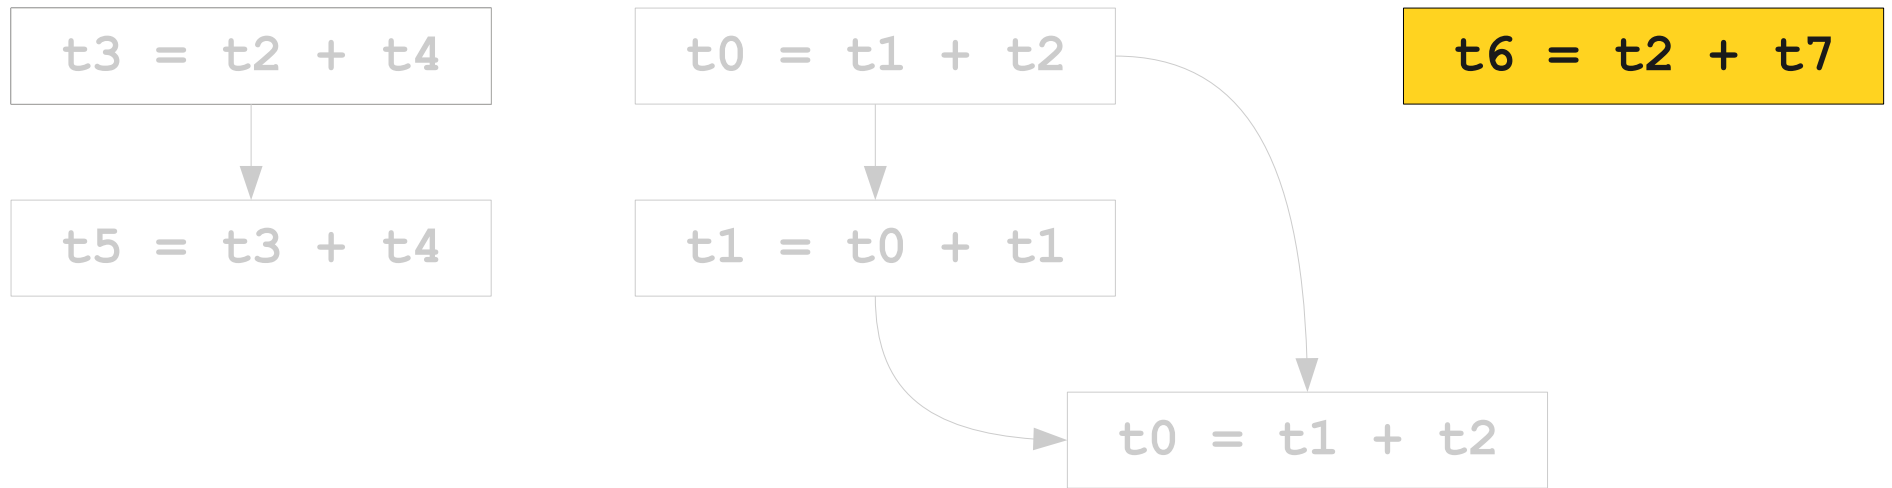 t3 = t2 + t4
t0 = t1 + t2
t6 = t2 + t7
t5 = t3 + t4
t1 = t0 + t1
t0 = t1 + t2